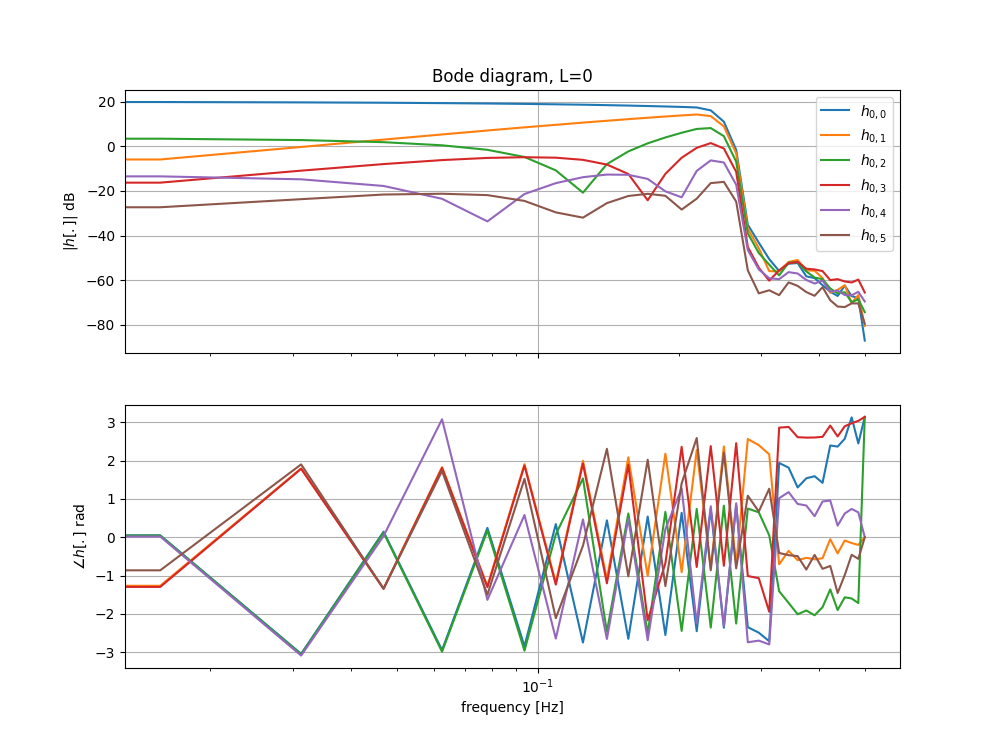 Bode diagram, L=0
|h[.]| dB
20
0
−20
−40
−60
−80
h0,0
h0,1
h0,2
h0,3
h0,4
h0,5
∠h[.] rad
3
2
1
0
−1
−2
−3
10−1
frequency [Hz]